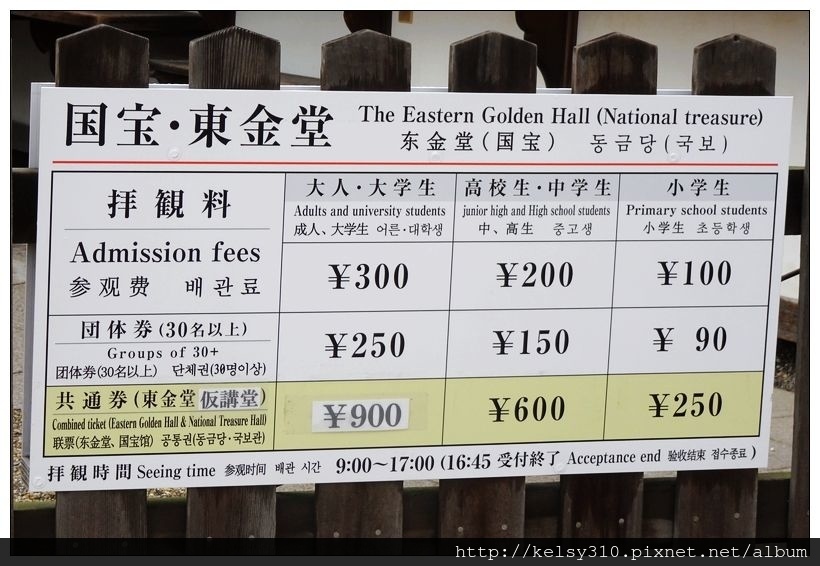 国宝・東金堂 The Eastern Golden Hall (National treasure)
东金堂(国宝) 동금당(국보)
拝観料
Admission fees
参观费 배관료
大人・大学生
Adults and university students
成人、大学生 어른·대학생
高校生・中学生
junior high and High school students
中、高生 중고생
小学生
Primary school students
小学生 초등학생
¥300 ¥200 ¥100
団体券(30名以上)
Groups of 30+
团体券(30名以上) 단체권(30명이상)
¥250 ¥150 ¥ 90
共通券(東金堂 仮講堂)
Combined ticket (Eastern Golden Hall & National Treasure Hall)
联票(东金堂、国宝馆) 공통권(동금당·국보관)
¥900 ¥600 ¥250
拝観時間 Seeing time 参观时间 배관 시간 9:00~17:00 (16:45 受付終了 Acceptance end 验收结束 접수종료)
http://kelsy310.pixnet.net/album